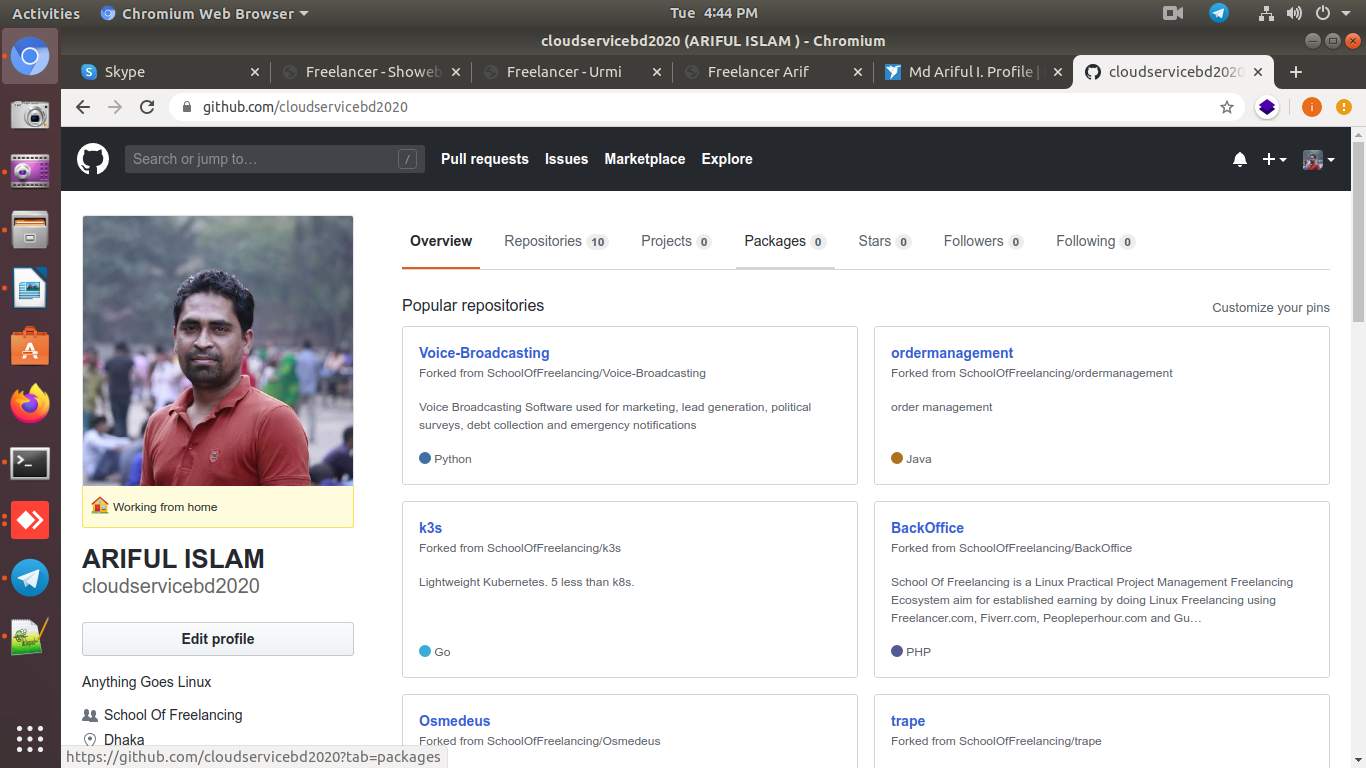 Activities
Chromium Web Browser
Tue 4:44 PM
cloudservicebd2020 (ARIFUL ISLAM ) - Chromium
Skype
Freelancer - Showeb
Freelancer - Urmi
Freelancer Arif
Md Ariful I. Profile |
cloudservicebd2020
github.com/cloudservicebd2020
Search or jump to…
/
Pull requests
Issues
Marketplace
Explore
Overview
Repositories 10
Projects 0
Packages 0
Stars 0
Followers 0
Following 0
Popular repositories
Customize your pins
Voice-Broadcasting
Forked from SchoolOfFreelancing/Voice-Broadcasting
Voice Broadcasting Software used for marketing, lead generation, political
surveys, debt collection and emergency notifications
Python
ordermanagement
Forked from SchoolOfFreelancing/ordermanagement
order management
Java
k3s
Forked from SchoolOfFreelancing/k3s
Lightweight Kubernetes. 5 less than k8s.
Go
BackOffice
Forked from SchoolOfFreelancing/BackOffice
School Of Freelancing is a Linux Practical Project Management Freelancing
Ecosystem aim for established earning by doing Linux Freelancing using
Freelancer.com, Fiverr.com, Peopleperhour.com and Gu…
PHP
Osmedeus
Forked from SchoolOfFreelancing/Osmedeus
trape
Forked from SchoolOfFreelancing/trape
Working from home
ARIFUL ISLAM
cloudservicebd2020
Edit profile
Anything Goes Linux
School Of Freelancing
Dhaka
https://github.com/cloudservicebd2020?tab=packages